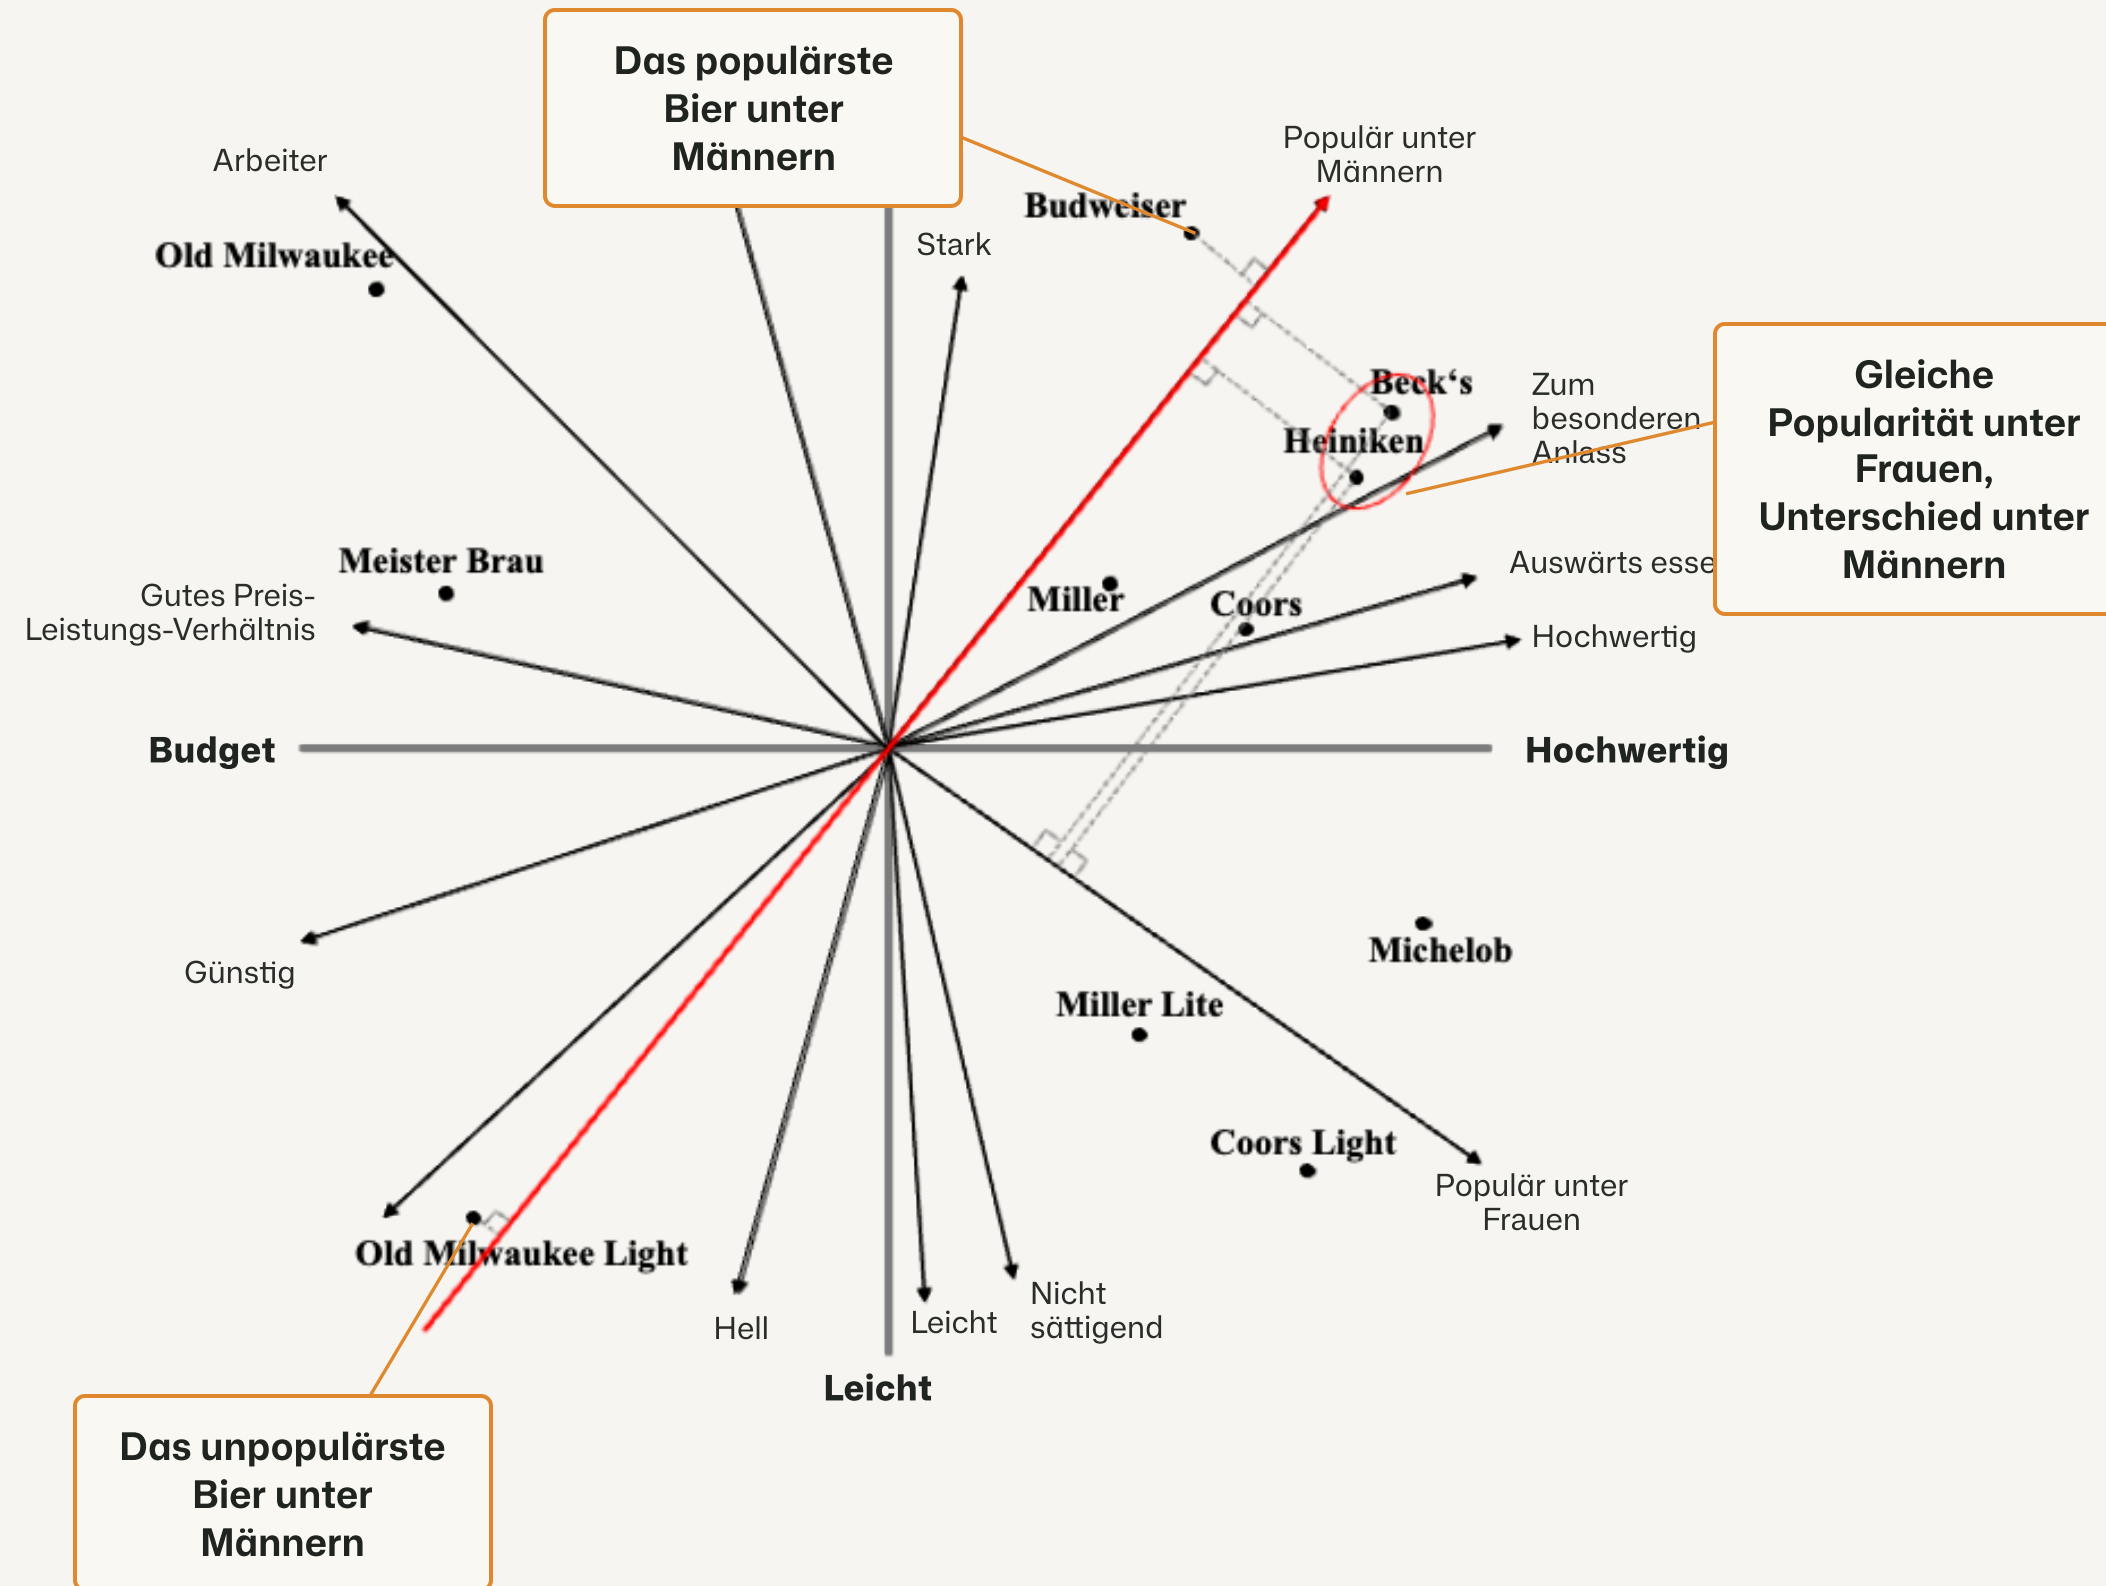 Das populärste
Bier unter
Männern
Populär unter
Männern
Arbeiter
Budweiser
Stark
Old Milwaukee
Gleiche
Popularität unter
Frauen,
Unterschied unter
Männern
Beck‘s
Zum
besonderen
Anlass
Heiniken
Meister Brau
Auswärts esse
Gutes Preis-
Leistungs-Verhältnis
Miller
Coors
Hochwertig
Budget
Hochwertig
Günstig
Michelob
Miller Lite
Coors Light
Populär unter
Frauen
Old Milwaukee Light
Hell
Leicht
Nicht
sättigend
Leicht
Das unpopulärste
Bier unter
Männern